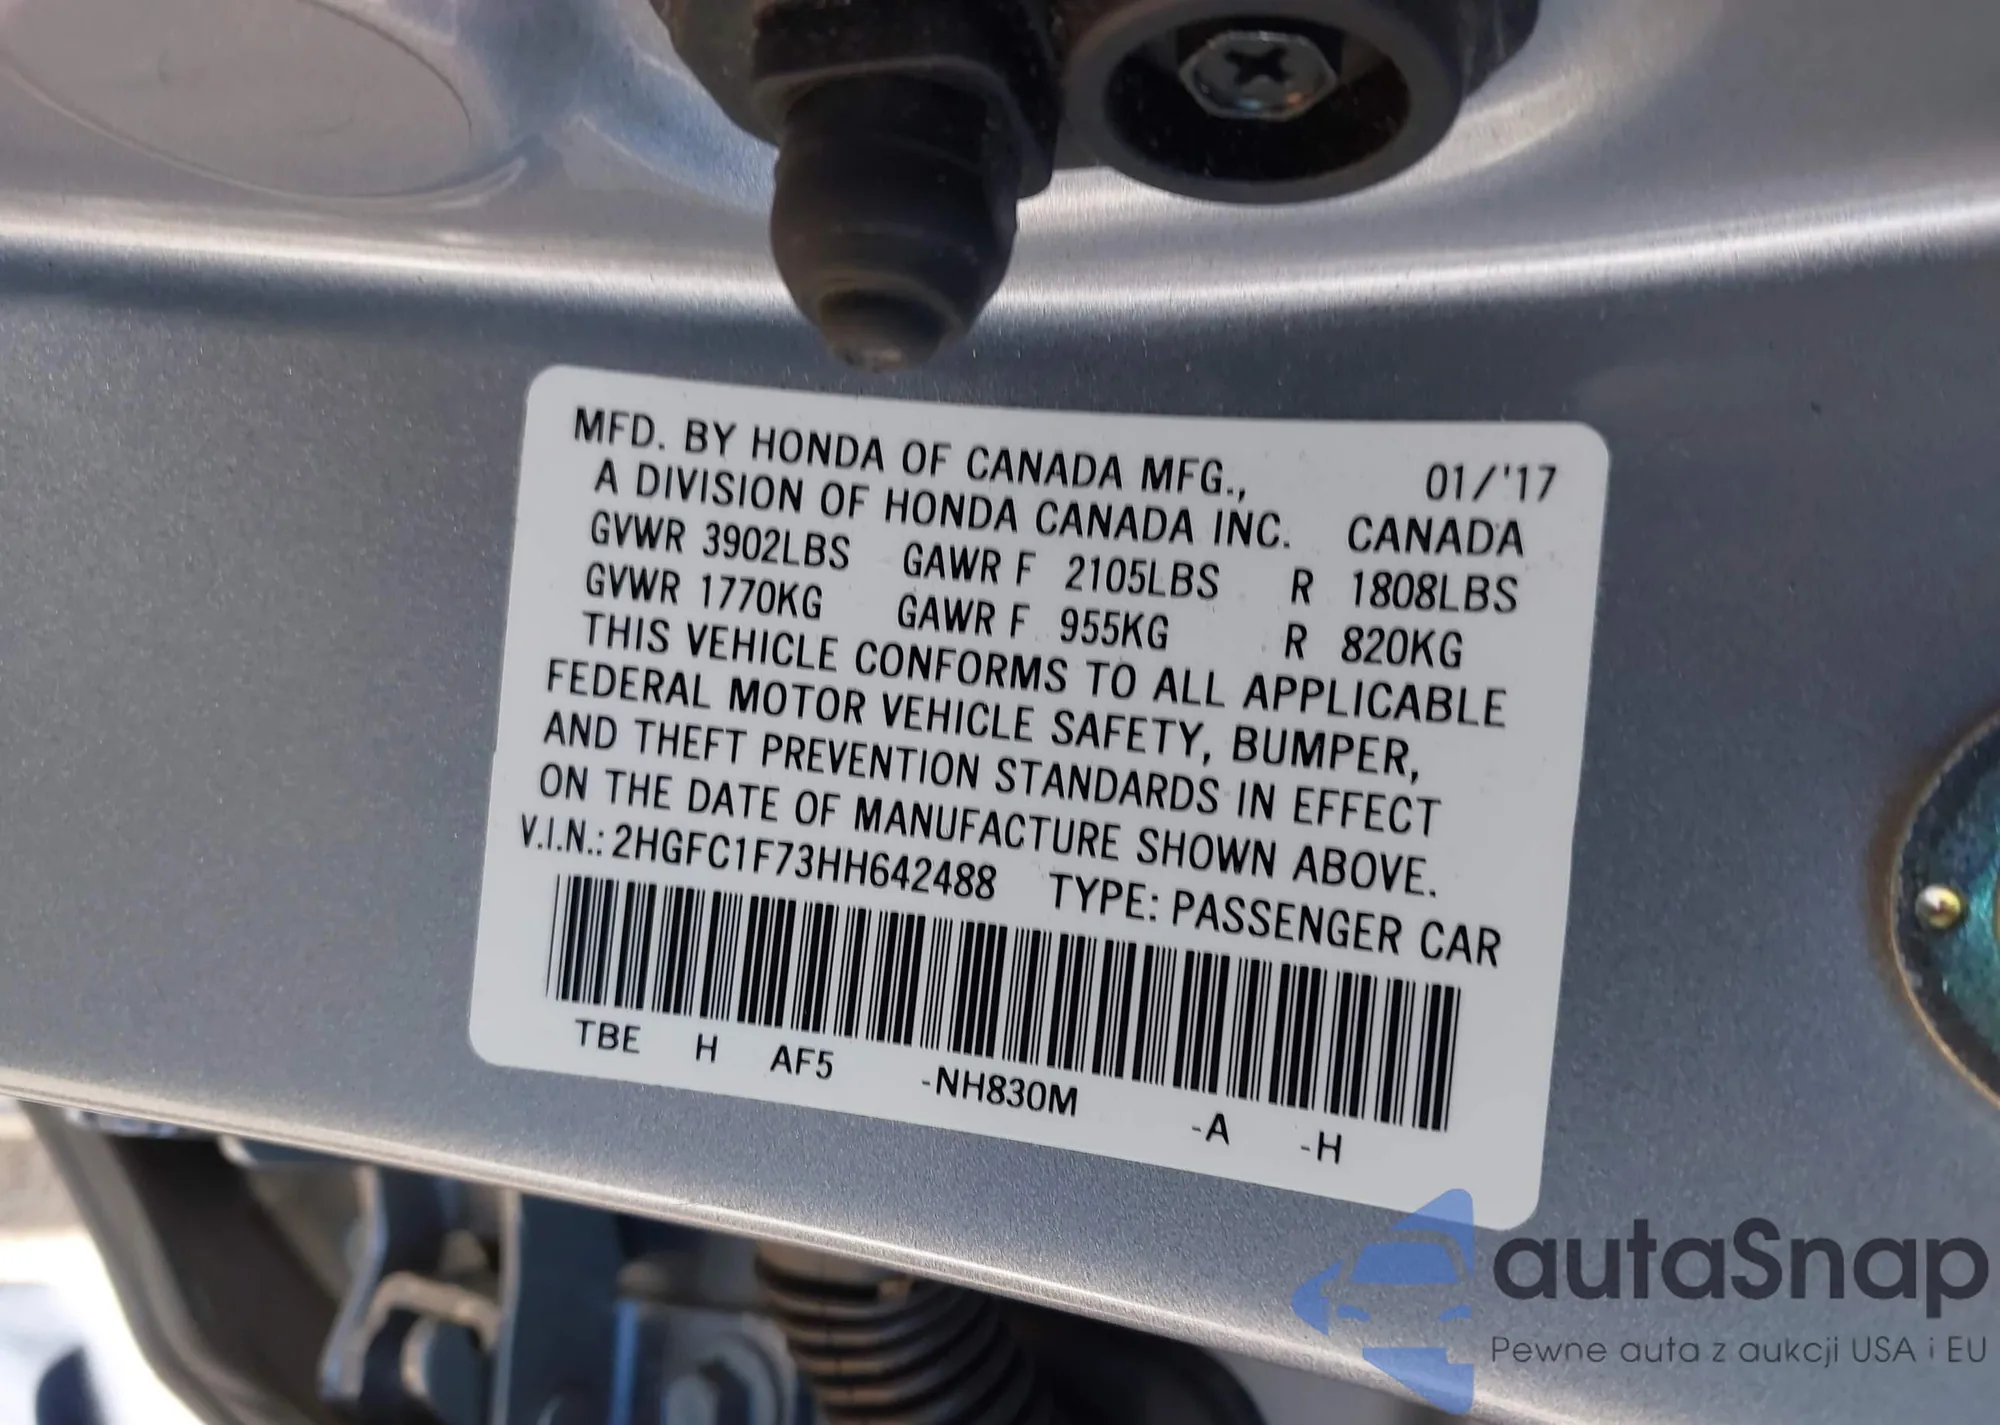 MFD. BY HONDA OF CANADA MFG., 01/'17
A DIVISION OF HONDA CANADA INC. CANADA
GVWR 3902LBS GAWR F 2105LBS R 1808LBS
GVWR 1770KG GAWR F 955KG R 820KG
THIS VEHICLE CONFORMS TO ALL APPLICABLE
FEDERAL MOTOR VEHICLE SAFETY, BUMPER,
AND THEFT PREVENTION STANDARDS IN EFFECT
ON THE DATE OF MANUFACTURE SHOWN ABOVE.
V.I.N.: 2HGFC1F73HH642488 TYPE: PASSENGER CAR
TBE H AF5 -NH830M -A -H
autaSnap
Pewne auta z aukcji USA i EU